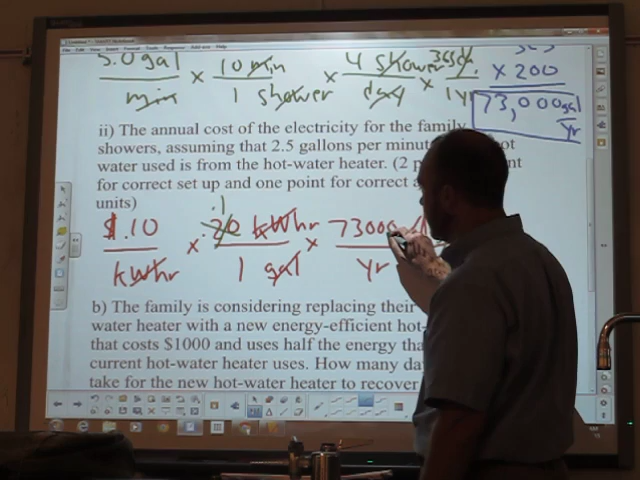 5.0 gal × 10 min × 4 shower × 365 da.
min 1 shower day 1yr
× 200
73,000 gal
yr
ii) The annual cost of the electricity for the family
showers, assuming that 2.5 gallons per minute
water used is from the hot-water heater. (2 p
for correct set up and one point for correct
units)
.1
$.10 × .20 kWhr × 7300
kWhr 1 gal yr
b) The family is considering replacing their
water heater with a new energy-efficient hot-
that costs $1000 and uses half the energy tha
current hot-water heater uses. How many da
take for the new hot-water heater to recover